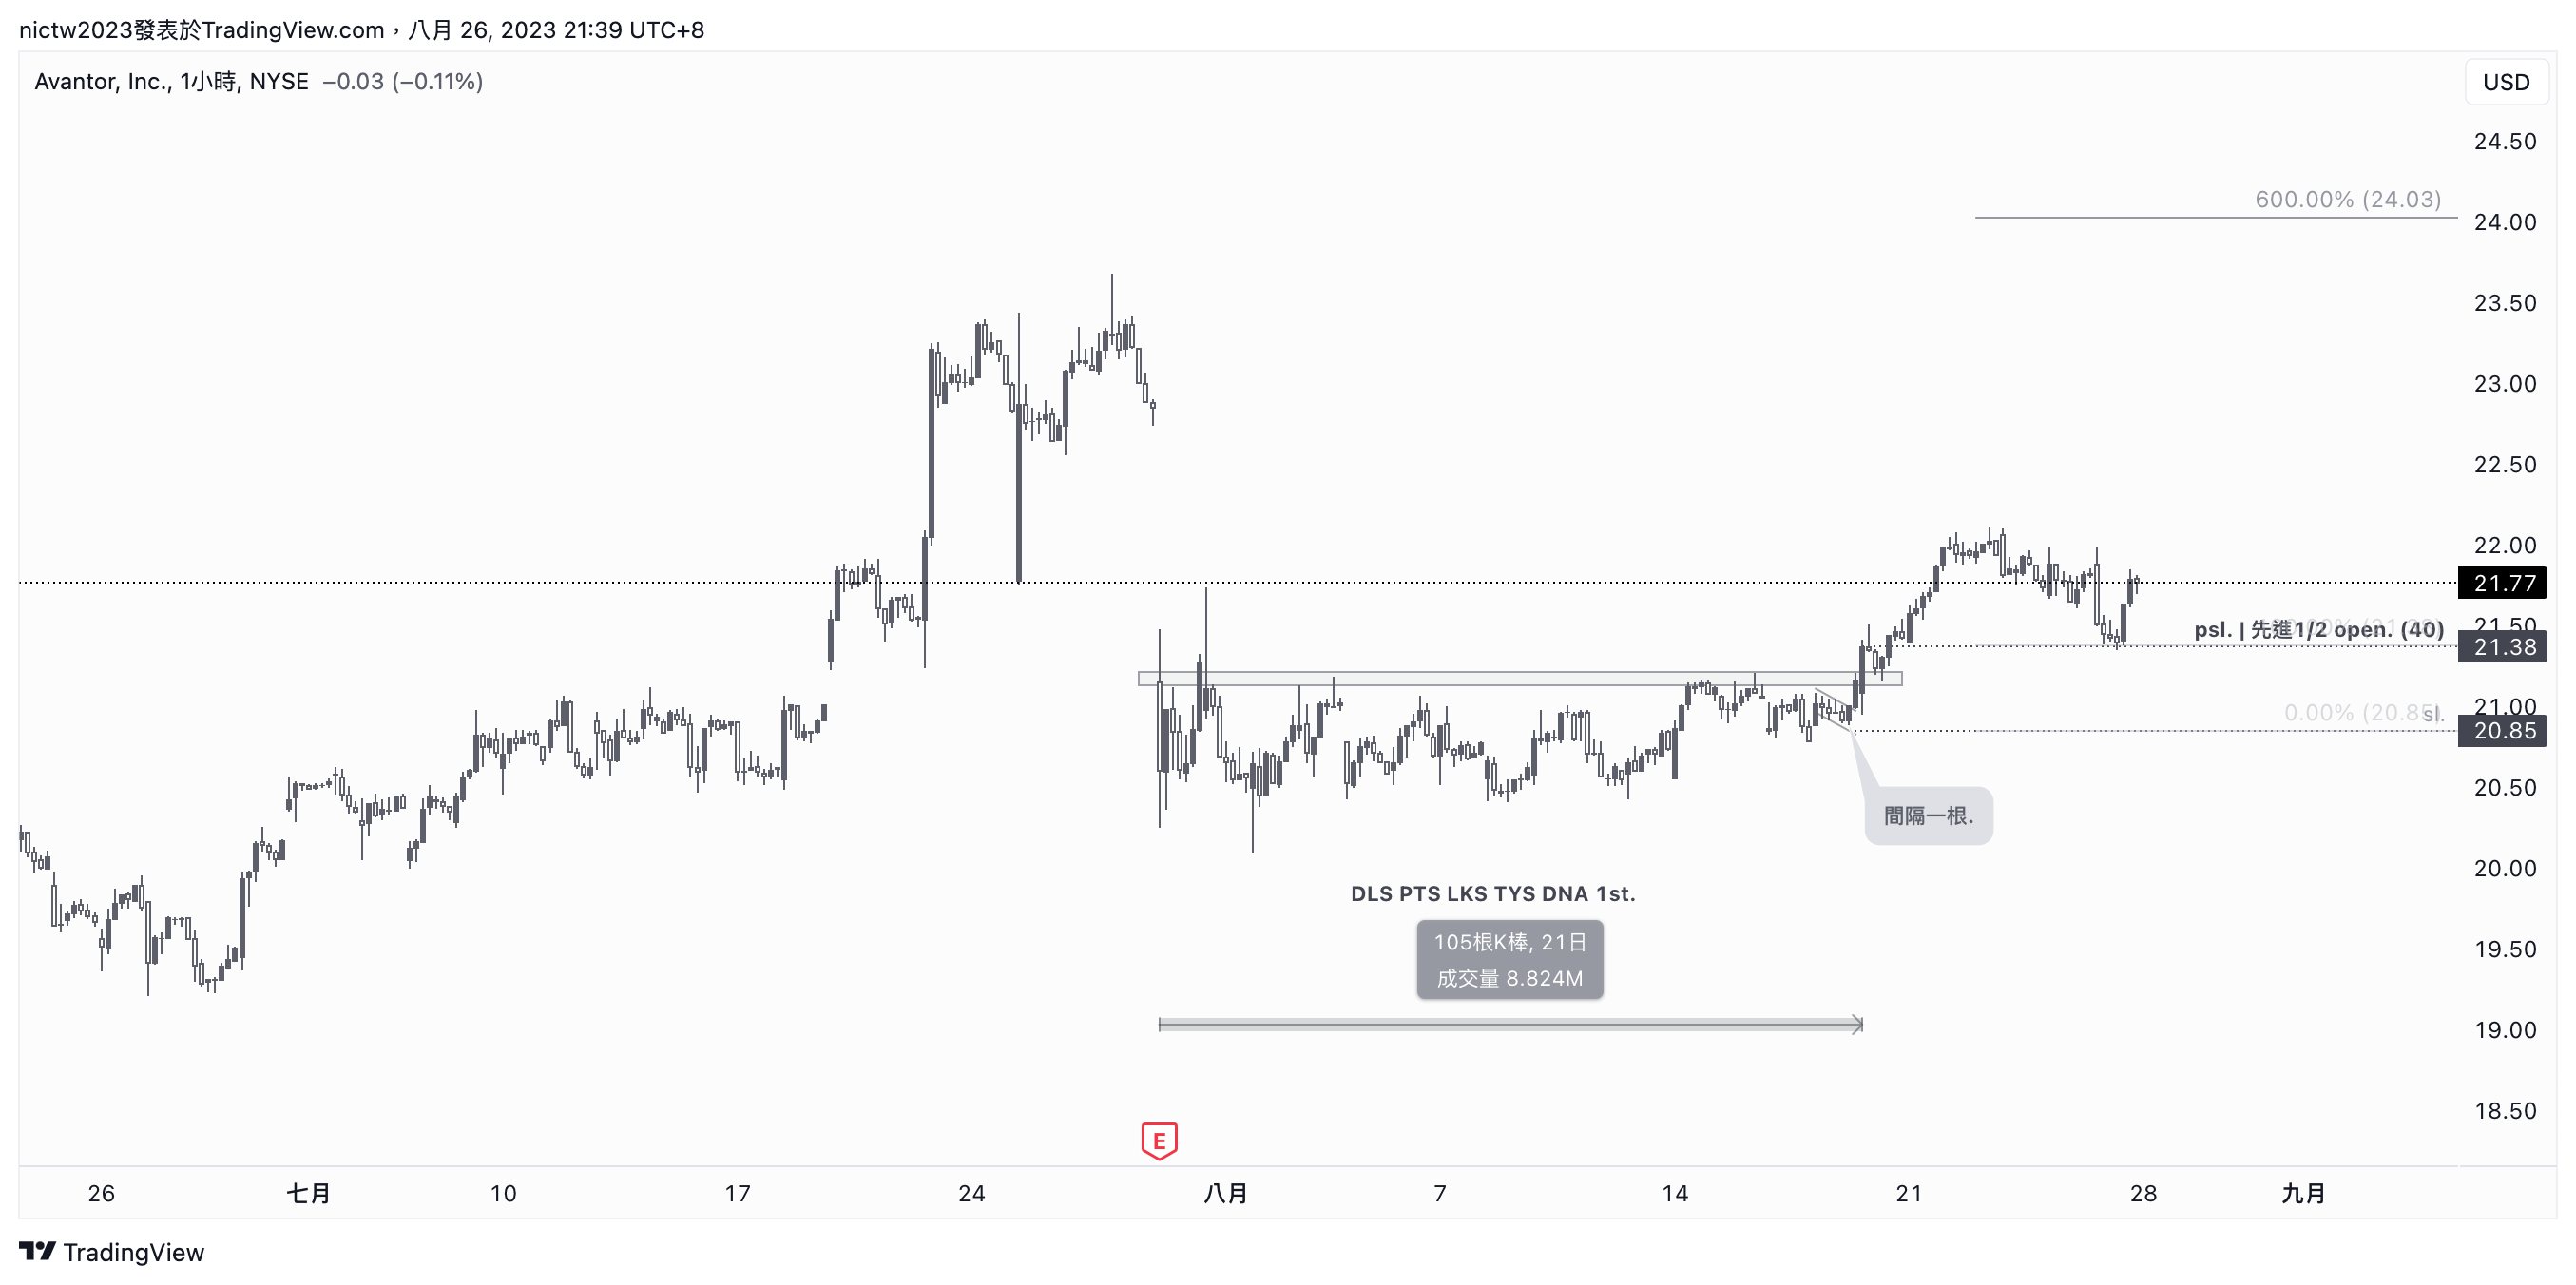 nictw2023發表於TradingView.com，八月 26, 2023 21:39 UTC+8
Avantor, Inc., 1小時, NYSE −0.03 (−0.11%)
USD
24.50
600.00% (24.03)
24.00
23.50
23.00
22.50
22.00
21.77
21.50
psl. | 先進1/2 open. (40)
21.38
21.00
0.00% (20.85)
sl.
20.85
20.50
間隔一根.
20.00
DLS PTS LKS TYS DNA 1st.
105根K棒, 21日
成交量 8.824M
19.50
19.00
18.50
E
26 七月 10 17 24 八月 7 14 21 28 九月
TradingView